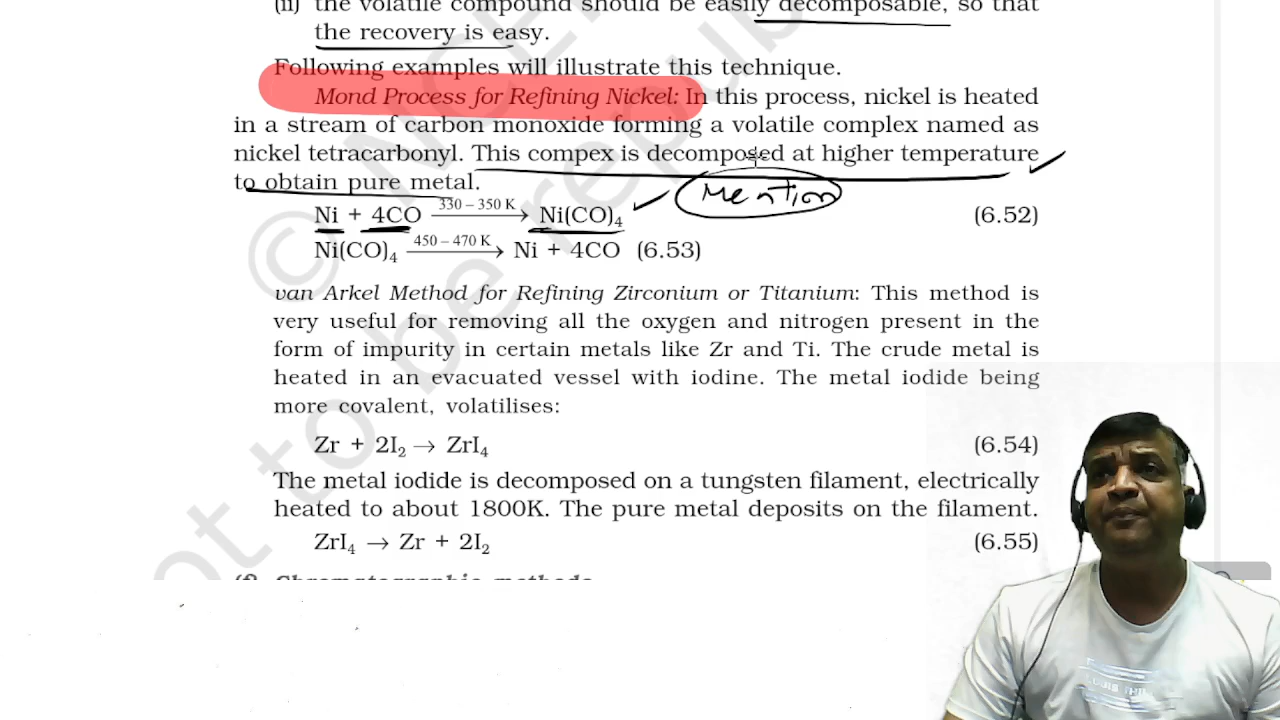 (ii) the volatile compound should be easily decomposable, so that
the recovery is easy.
Following examples will illustrate this technique.
Mond Process for Refining Nickel: In this process, nickel is heated
in a stream of carbon monoxide forming a volatile complex named as
nickel tetracarbonyl. This compex is decomposed at higher temperature
to obtain pure metal.
Mention
Ni + 4CO 330 – 350 K → Ni(CO)₄ (6.52)
Ni(CO)₄ 450 – 470 K → Ni + 4CO (6.53)
van Arkel Method for Refining Zirconium or Titanium: This method is
very useful for removing all the oxygen and nitrogen present in the
form of impurity in certain metals like Zr and Ti. The crude metal is
heated in an evacuated vessel with iodine. The metal iodide being
more covalent, volatilises:
Zr + 2I₂ → ZrI₄ (6.54)
The metal iodide is decomposed on a tungsten filament, electrically
heated to about 1800K. The pure metal deposits on the filament.
ZrI₄ → Zr + 2I₂ (6.55)